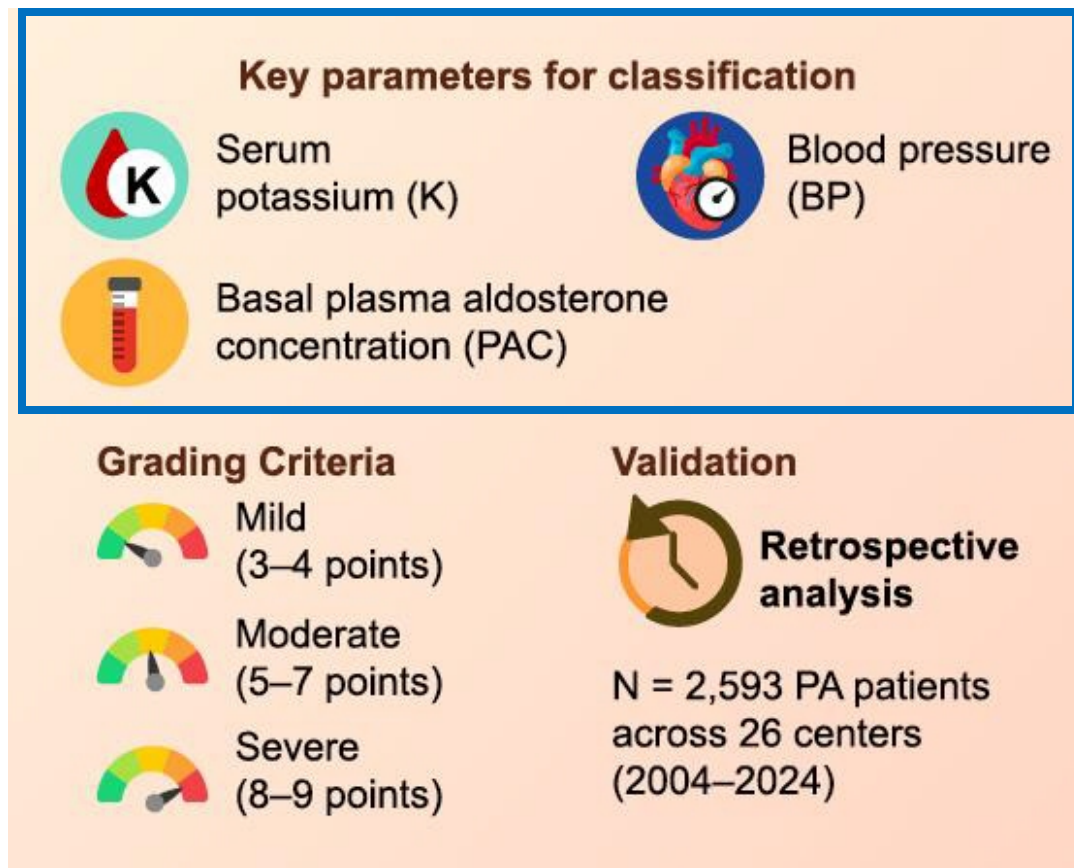 Key parameters for classification
K
Serum
potassium (K)
Blood pressure
(BP)
Basal plasma aldosterone
concentration (PAC)
Grading Criteria
Mild
(3–4 points)
Moderate
(5–7 points)
Severe
(8–9 points)
Validation
Retrospective
analysis
N = 2,593 PA patients
across 26 centers
(2004–2024)